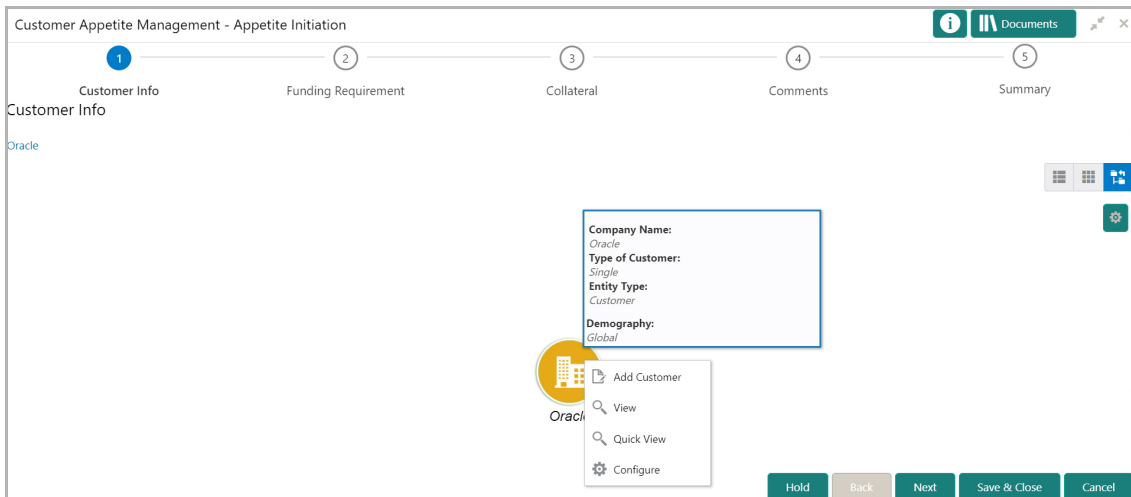 Customer Appetite Management - Appetite Initiation
i
Documents
1
2
3
4
5
Customer Info
Funding Requirement
Collateral
Comments
Summary
Customer Info
Oracle
Company Name:
Oracle
Type of Customer:
Single
Entity Type:
Customer
Demography:
Global
Add Customer
View
Oracle
Quick View
Configure
Hold
Back
Next
Save & Close
Cancel